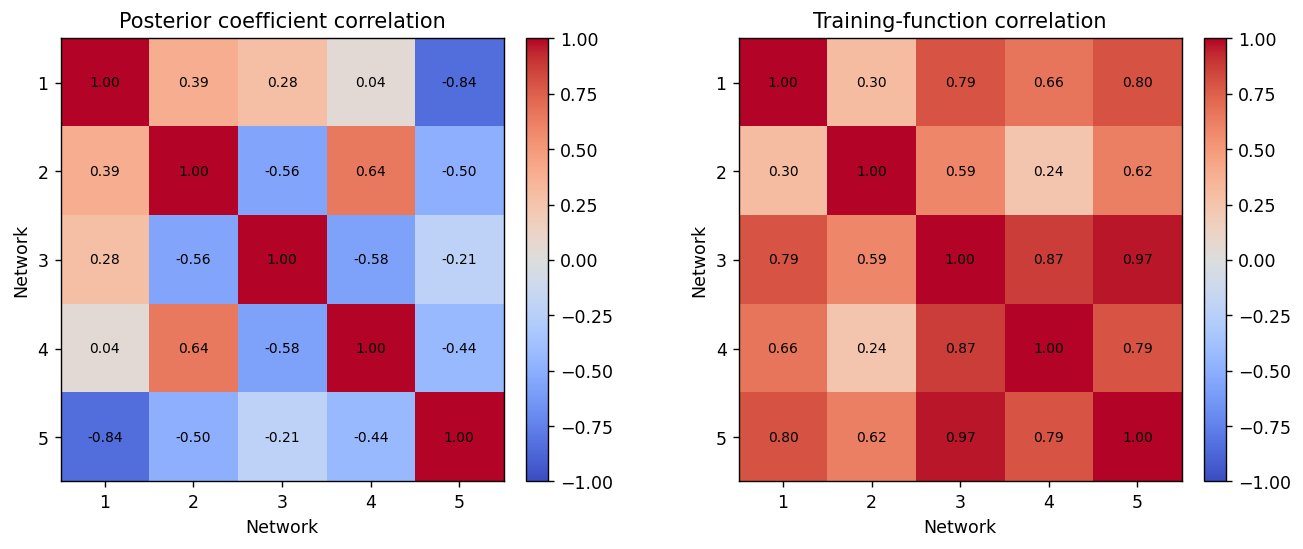 Posterior coefficient correlation
Network
1 1.00 0.39 0.28 0.04 -0.84
2 0.39 1.00 -0.56 0.64 -0.50
3 0.28 -0.56 1.00 -0.58 -0.21
4 0.04 0.64 -0.58 1.00 -0.44
5 -0.84 -0.50 -0.21 -0.44 1.00
1 2 3 4 5
Network
1.00
0.75
0.50
0.25
0.00
−0.25
−0.50
−0.75
−1.00
Training-function correlation
Network
1 1.00 0.30 0.79 0.66 0.80
2 0.30 1.00 0.59 0.24 0.62
3 0.79 0.59 1.00 0.87 0.97
4 0.66 0.24 0.87 1.00 0.79
5 0.80 0.62 0.97 0.79 1.00
1 2 3 4 5
Network
1.00
0.75
0.50
0.25
0.00
−0.25
−0.50
−0.75
−1.00